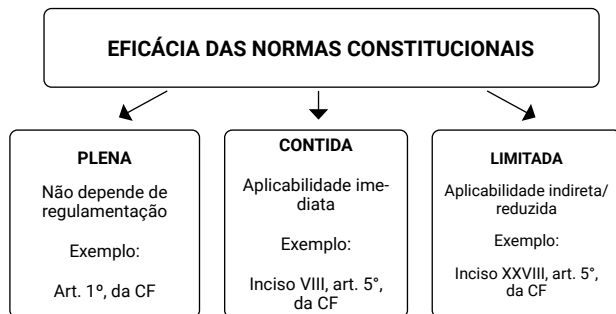 EFICÁCIA DAS NORMAS CONSTITUCIONAIS
PLENA
Não depende de
regulamentação
Exemplo:
Art. 1º, da CF
CONTIDA
Aplicabilidade ime-
diata
Exemplo:
Inciso VIII, art. 5°,
da CF
LIMITADA
Aplicabilidade indireta/
reduzida
Exemplo:
Inciso XXVIII, art. 5°,
da CF